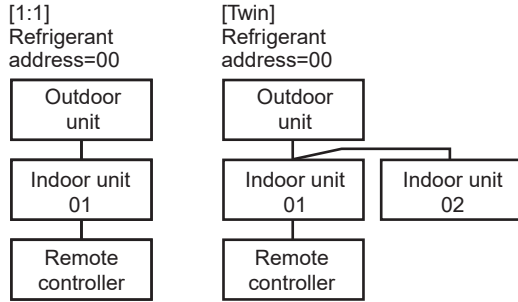 [1:1]
Refrigerant
address=00
Outdoor
unit
Indoor unit
01
Remote
controller
[Twin]
Refrigerant
address=00
Outdoor
unit
Indoor unit
01
Indoor unit
02
Remote
controller